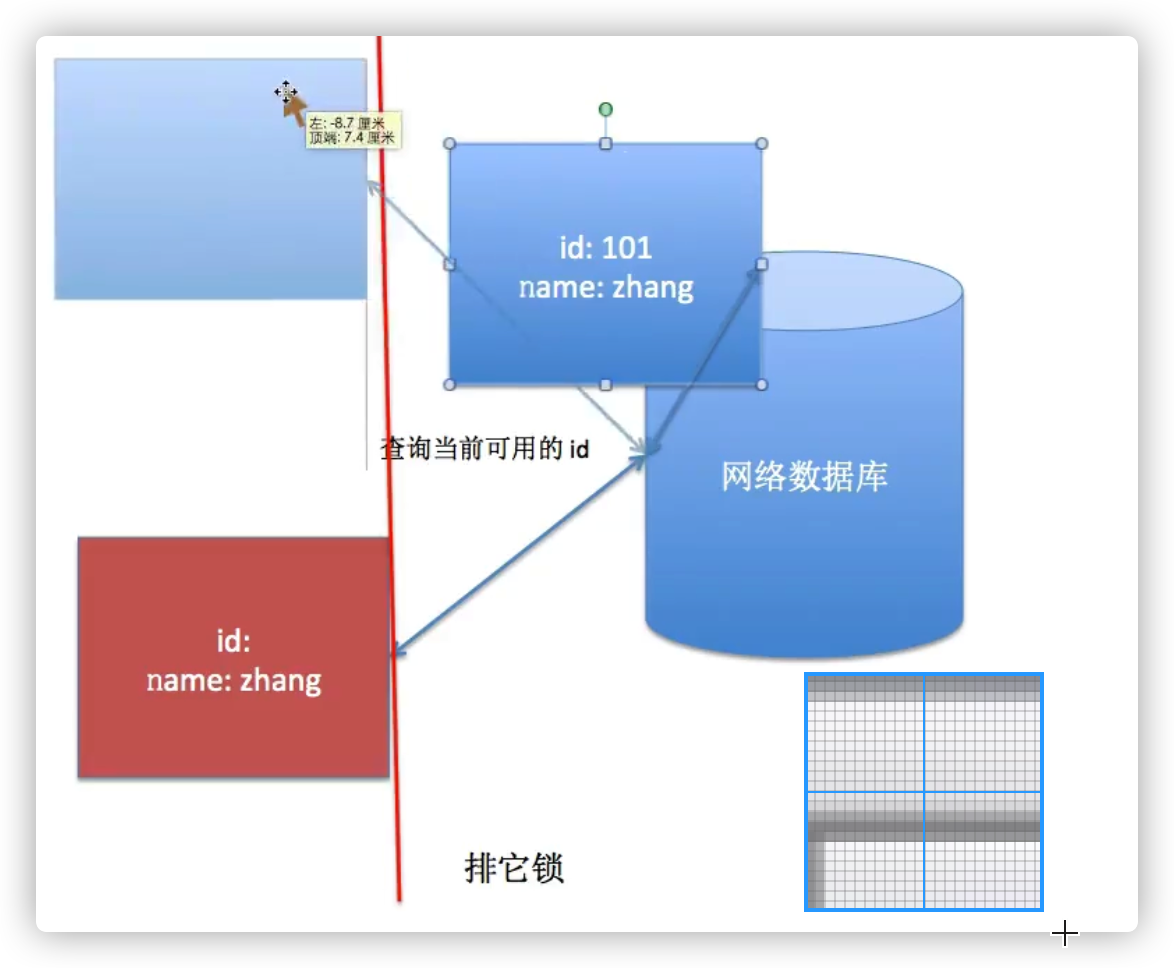 左: -8.7 厘米
顶端: 7.4 厘米
id: 101
name: zhang
查询当前可用的 id
网络数据库
id:
name: zhang
排它锁